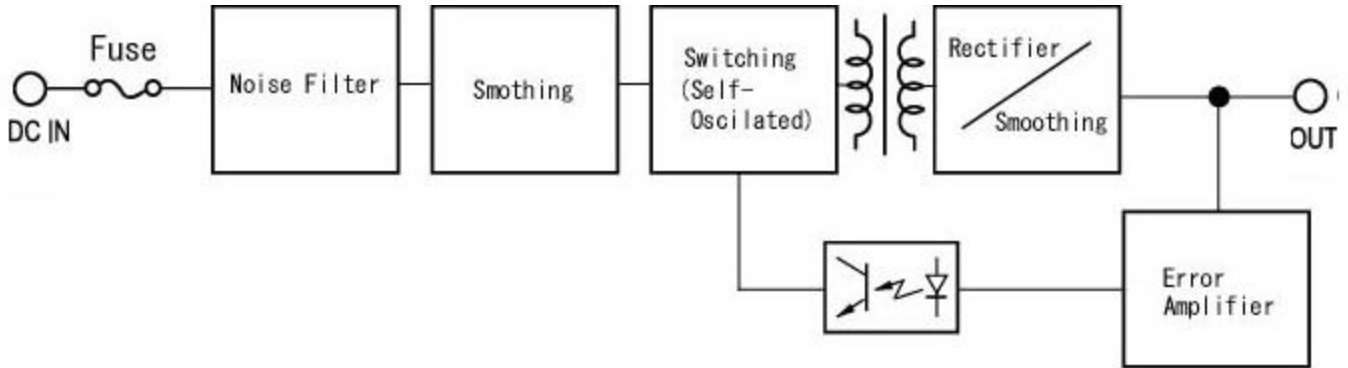 Fuse
DC IN
Noise Filter
Smothing
Switching
(Self-
Oscilated)
Rectifier
Smoothing
OUT
Error
Amplifier